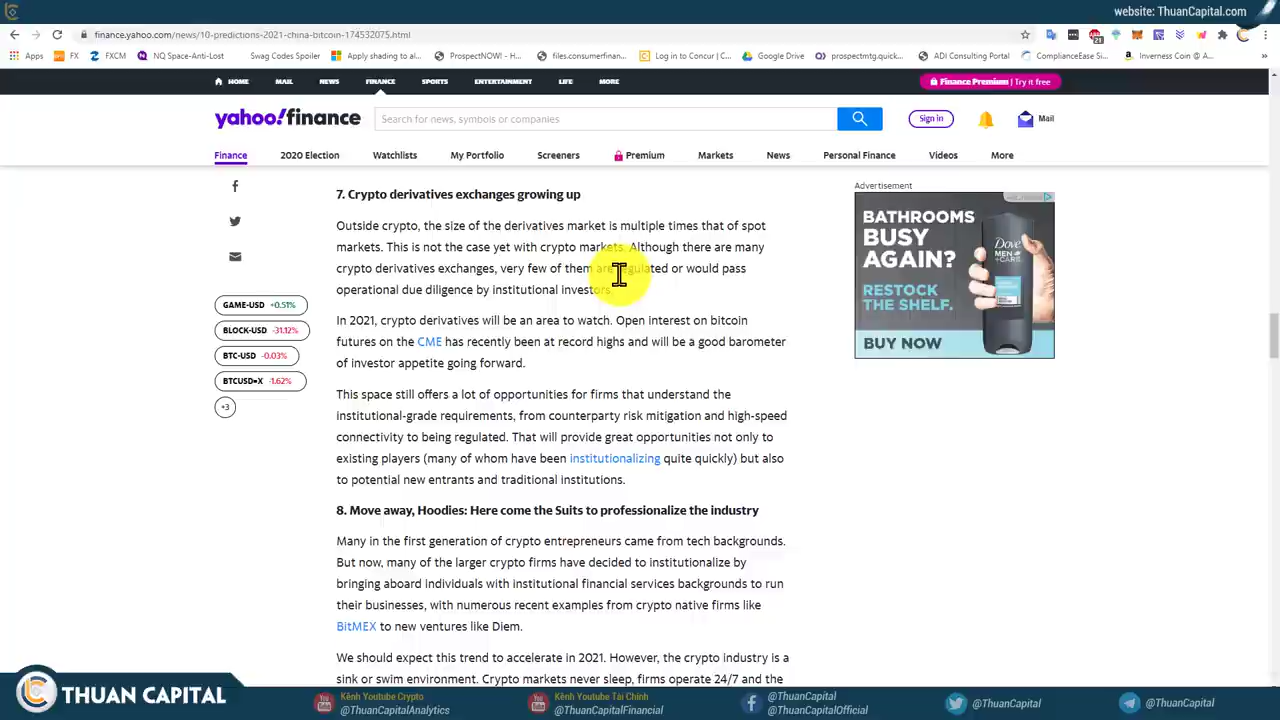 website: ThuanCapital.com
finance.yahoo.com/news/10-predictions-2021-china-bitcoin-174532075.html
Apps
FX
FXCM
NQ Space-Anti-Lost
Swag Codes Spoiler
Apply shading to al...
ProspectNOW! - H...
files.consumerfinan...
Log in to Concur | C...
Google Drive
prospectmtg.quick...
ADI Consulting Portal
ComplianceEase Si...
Inverness Coin @ A...
HOME
MAIL
NEWS
FINANCE
SPORTS
ENTERTAINMENT
LIFE
MORE
Finance Premium | Try it free
yahoo!finance
Search for news, symbols or companies
Sign in
Mail
Finance
2020 Election
Watchlists
My Portfolio
Screeners
Premium
Markets
News
Personal Finance
Videos
More
7. Crypto derivatives exchanges growing up
Outside crypto, the size of the derivatives market is multiple times that of spot
markets. This is not the case yet with crypto markets. Although there are many
crypto derivatives exchanges, very few of them are regulated or would pass
operational due diligence by institutional investors.
In 2021, crypto derivatives will be an area to watch. Open interest on bitcoin
futures on the CME has recently been at record highs and will be a good barometer
of investor appetite going forward.
This space still offers a lot of opportunities for firms that understand the
institutional-grade requirements, from counterparty risk mitigation and high-speed
connectivity to being regulated. That will provide great opportunities not only to
existing players (many of whom have been institutionalizing quite quickly) but also
to potential new entrants and traditional institutions.
8. Move away, Hoodies: Here come the Suits to professionalize the industry
Many in the first generation of crypto entrepreneurs came from tech backgrounds.
But now, many of the larger crypto firms have decided to institutionalize by
bringing aboard individuals with institutional financial services backgrounds to run
their businesses, with numerous recent examples from crypto native firms like
BitMEX to new ventures like Diem.
We should expect this trend to accelerate in 2021. However, the crypto industry is a
sink or swim environment. Crypto markets never sleep, firms operate 24/7 and the
GAME-USD +0.51%
BLOCK-USD -31.12%
BTC-USD -0.03%
BTCUSD=X -1.62%
+3
Advertisement
BATHROOMS
BUSY
AGAIN?
RESTOCK
THE SHELF.
BUY NOW
Dove
MEN
+CARE
THUAN CAPITAL
Kênh Youtube Crypto
@ThuanCapitalAnalytics
Kênh Youtube Tài Chính
@ThuanCapitalFinancial
@ThuanCapital
@ThuanCapitalOfficial
@ThuanCapital
@ThuanCapital